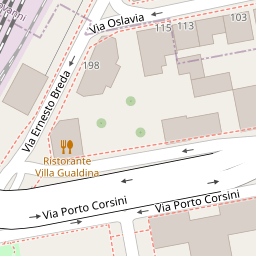 Via Oslavia
103
113
115
198
Via Ernesto Breda
Ristorante
Villa Gualdina
Via Porto Corsini
Via Porto Corsini